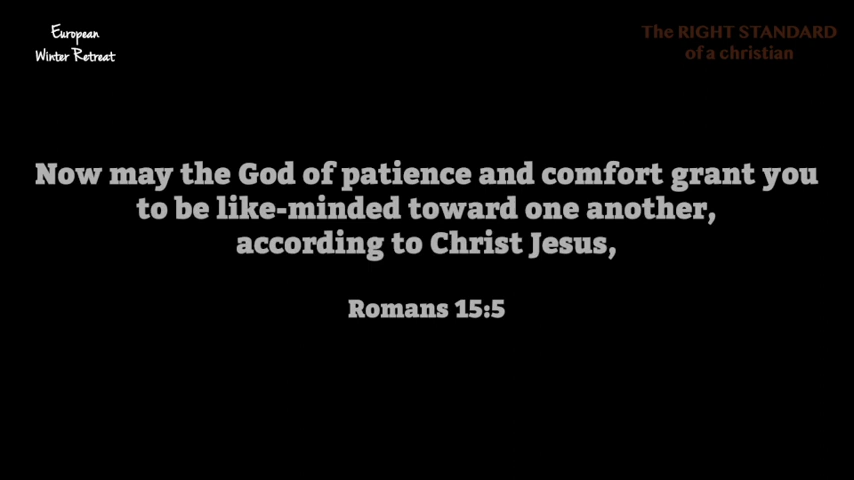 European
Winter Retreat
The RIGHT STANDARD
of a christian
Now may the God of patience and comfort grant you
to be like-minded toward one another,
according to Christ Jesus,
Romans 15:5